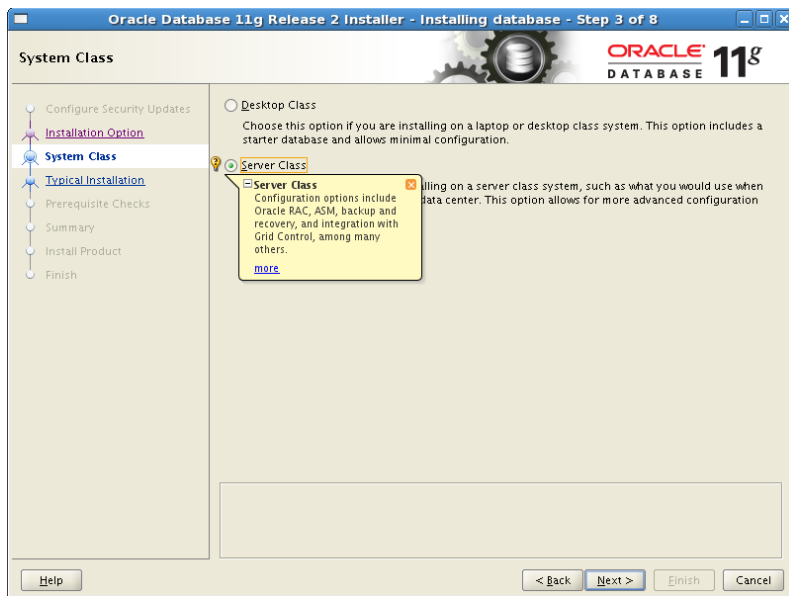 Oracle Database 11g Release 2 Installer - Installing database - Step 3 of 8
System Class
ORACLE
DATABASE
11g
Configure Security Updates
Installation Option
System Class
Typical Installation
Prerequisite Checks
Summary
Install Product
Finish
Desktop Class
Choose this option if you are installing on a laptop or desktop class system. This option includes a
starter database and allows minimal configuration.
Server Class
alling on a server class system, such as what you would use when
data center. This option allows for more advanced configuration
Server Class
Configuration options include
Oracle RAC, ASM, backup and
recovery, and integration with
Grid Control, among many
others.
more
Help
< Back
Next >
Finish
Cancel